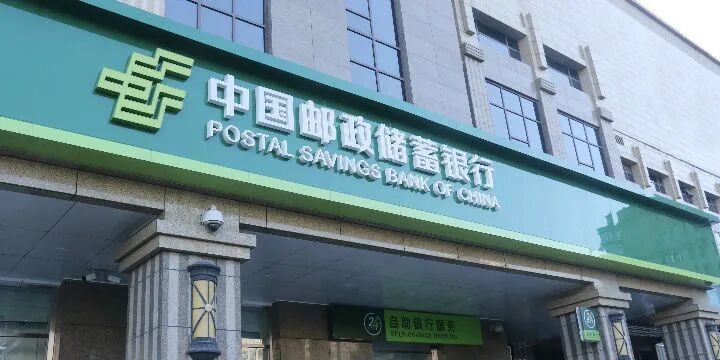 中国邮政储蓄银行
POSTAL SAVINGS BANK OF CHINA
24
自助银行服务
SELF-SERVICE BANKING